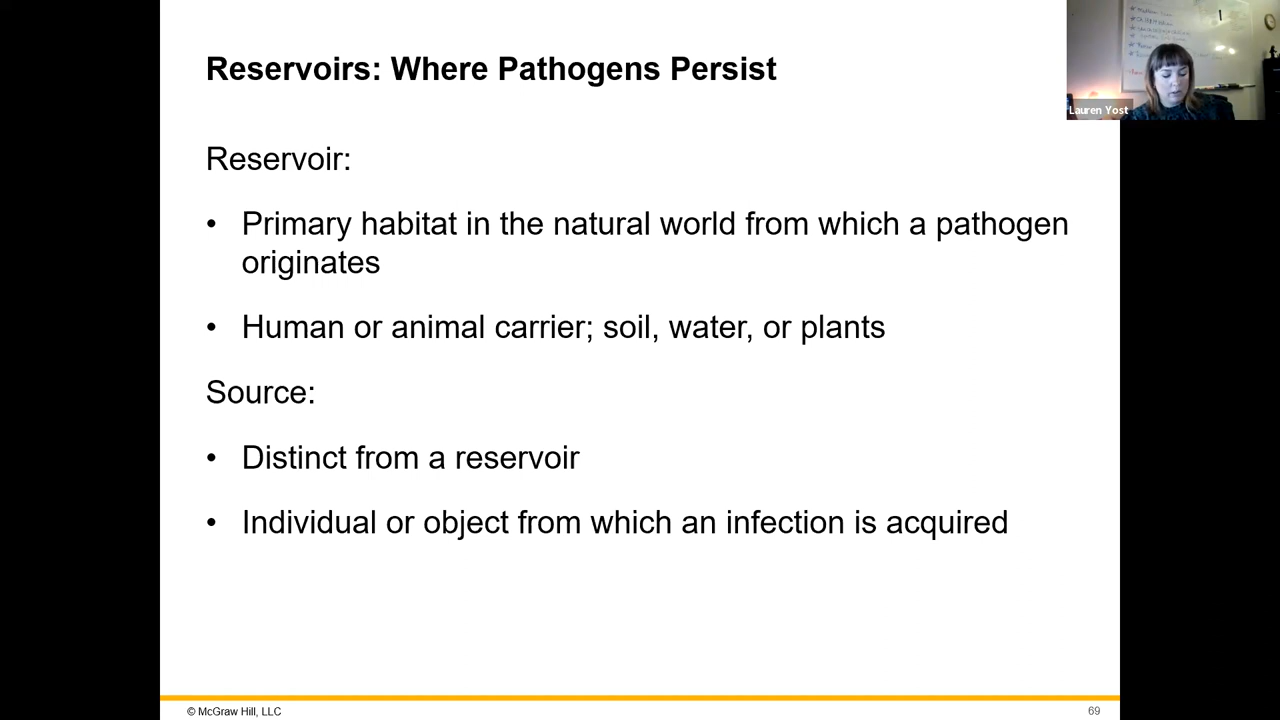 Reservoirs: Where Pathogens Persist
Lauren Yost
Reservoir:
• Primary habitat in the natural world from which a pathogen
originates
• Human or animal carrier; soil, water, or plants
Source:
• Distinct from a reservoir
• Individual or object from which an infection is acquired
© McGraw Hill, LLC
69